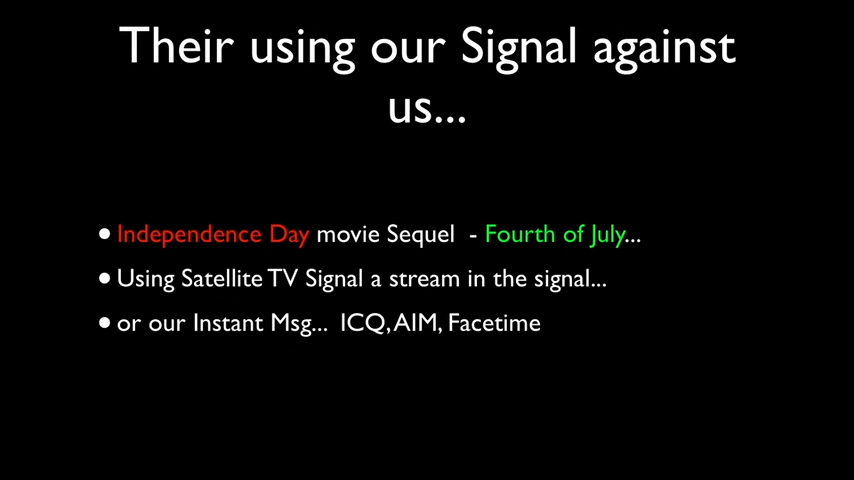 Their using our Signal against
us...
• Independence Day movie Sequel - Fourth of July...
• Using Satellite TV Signal a stream in the signal...
• or our Instant Msg... ICQ, AIM, Facetime